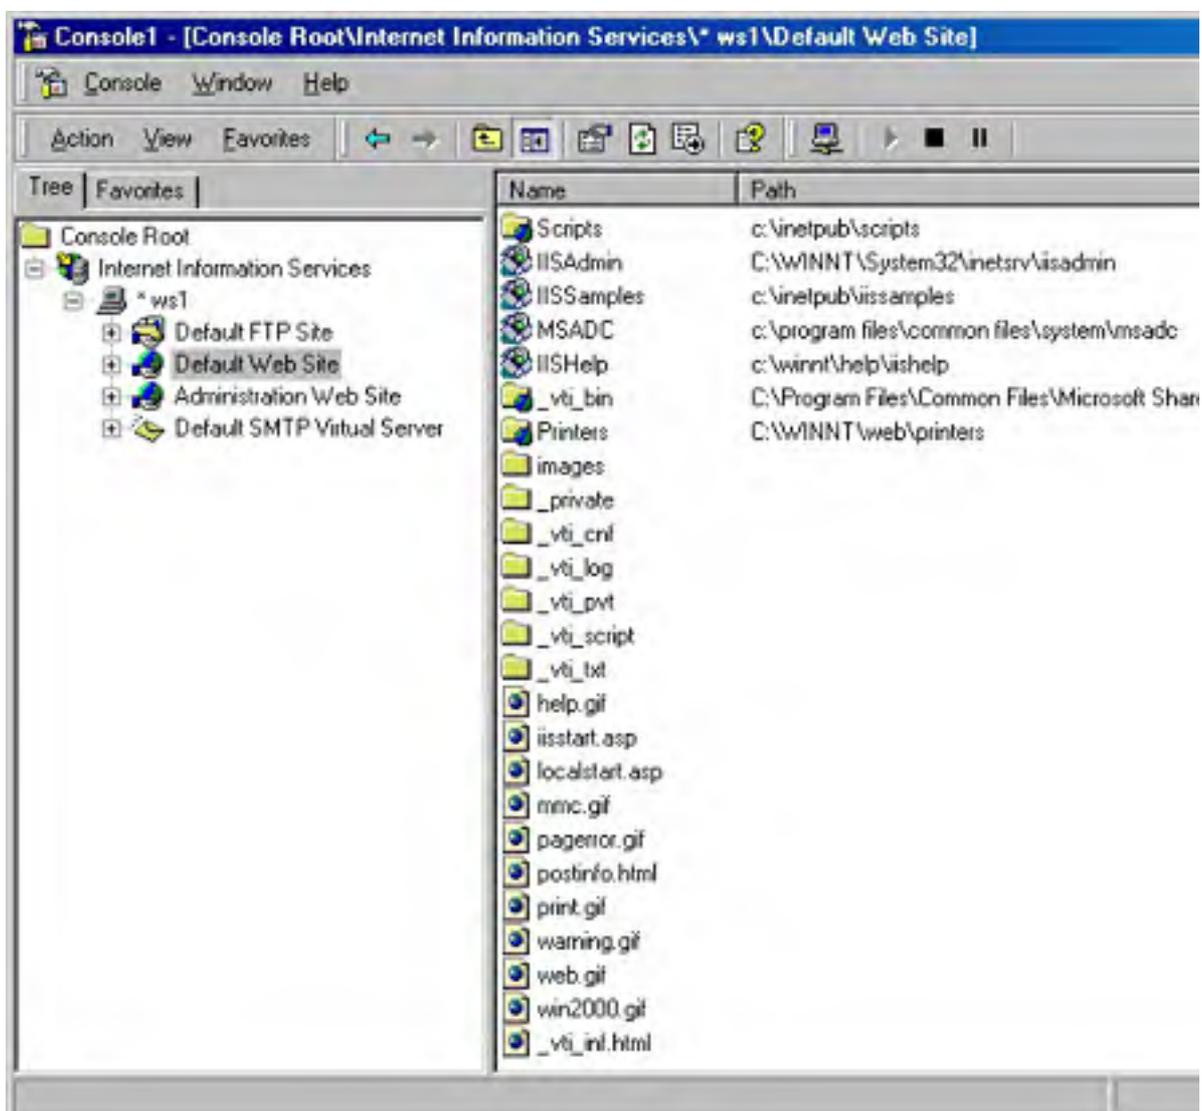 Console1 - [Console Root\Internet Information Services\* ws1\Default Web Site]
Console Window Help
Action View Favorites
Tree Favorites
Name Path
Console Root
Internet Information Services
* ws1
Default FTP Site
Default Web Site
Administration Web Site
Default SMTP Virtual Server
Scripts c:\inetpub\scripts
IISAdmin C:\WINNT\System32\inetsrv\iisadmin
IISSamples c:\inetpub\iissamples
MSADC c:\program files\common files\system\msadc
IISHelp c:\winnt\help\iishelp
_vti_bin C:\Program Files\Common Files\Microsoft Shar
Printers C:\WINNT\web\printers
images
_private
_vti_cnf
_vti_log
_vti_pvt
_vti_script
_vti_txt
help.gif
iisstart.asp
localstart.asp
mmc.gif
pagerror.gif
postinfo.html
print.gif
warning.gif
web.gif
win2000.gif
_vti_inf.html